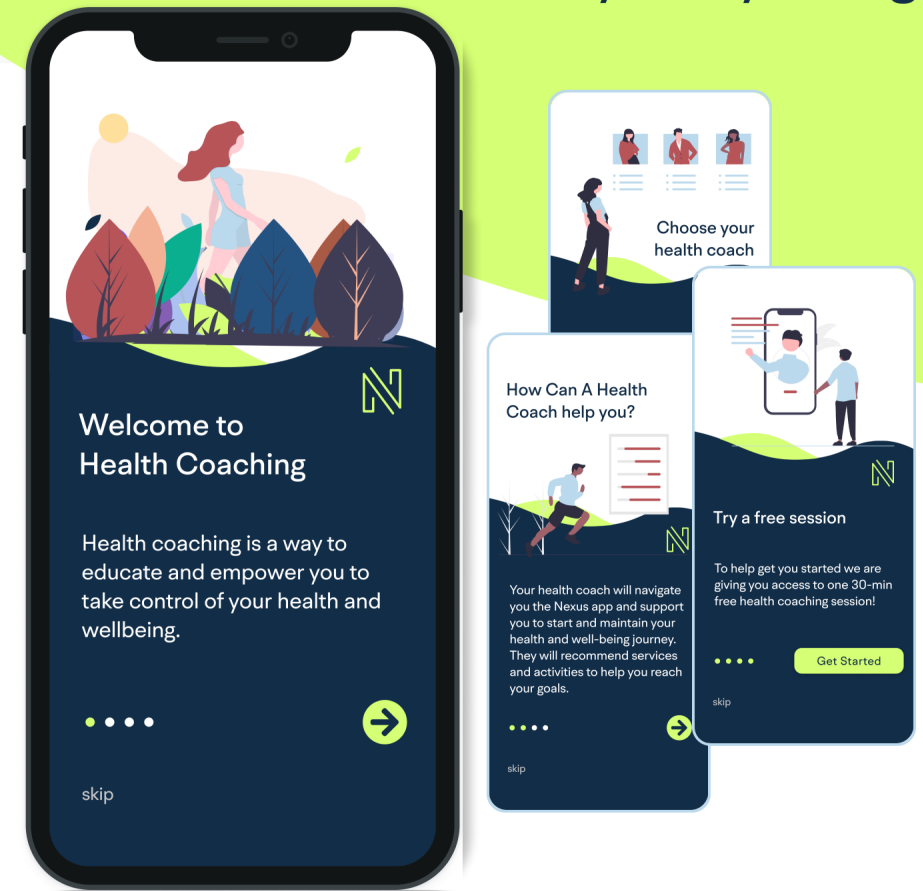 Welcome to
Health Coaching
Health coaching is a way to
educate and empower you to
take control of your health and
wellbeing.
skip
Choose your
health coach
How Can A Health
Coach help you?
Your health coach will navigate
you the Nexus app and support
you to start and maintain your
health and well-being journey.
They will recommend services
and activities to help you reach
your goals.
skip
Try a free session
To help get you started we are
giving you access to one 30-min
free health coaching session!
Get Started
skip